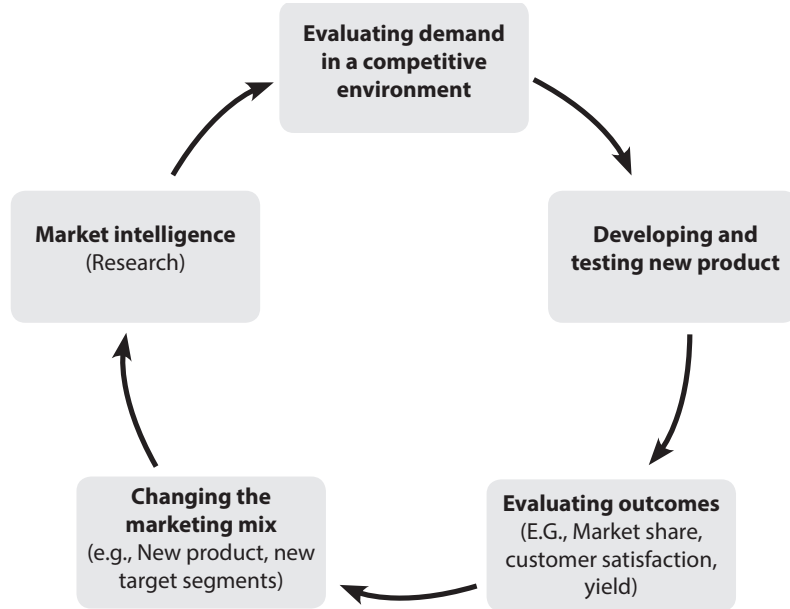 Evaluating demand
in a competitive
environment
Market intelligence
(Research)
Developing and
testing new product
Changing the
marketing mix
(e.g., New product, new
target segments)
Evaluating outcomes
(E.G., Market share,
customer satisfaction,
yield)